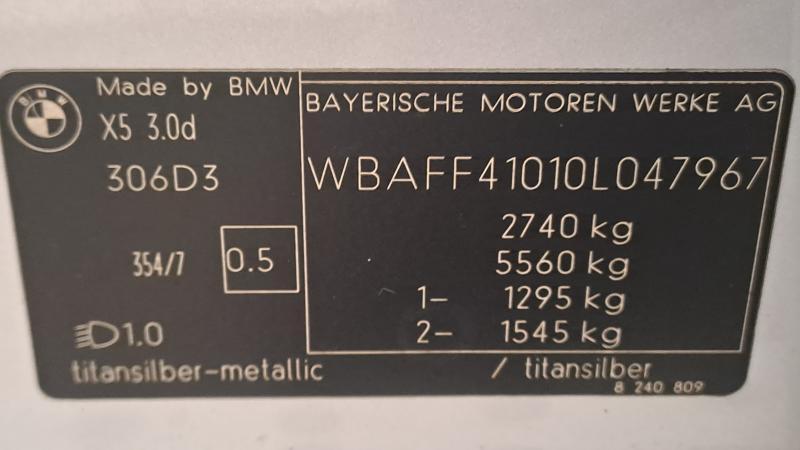 BMW
Made by BMW
X5 3.0d
306D3
354/7
0.5
1.0
BAYERISCHE MOTOREN WERKE AG
WBAFF41010L047967
2740 kg
5560 kg
1- 1295 kg
2- 1545 kg
titansilber-metallic / titansilber
8 240 809